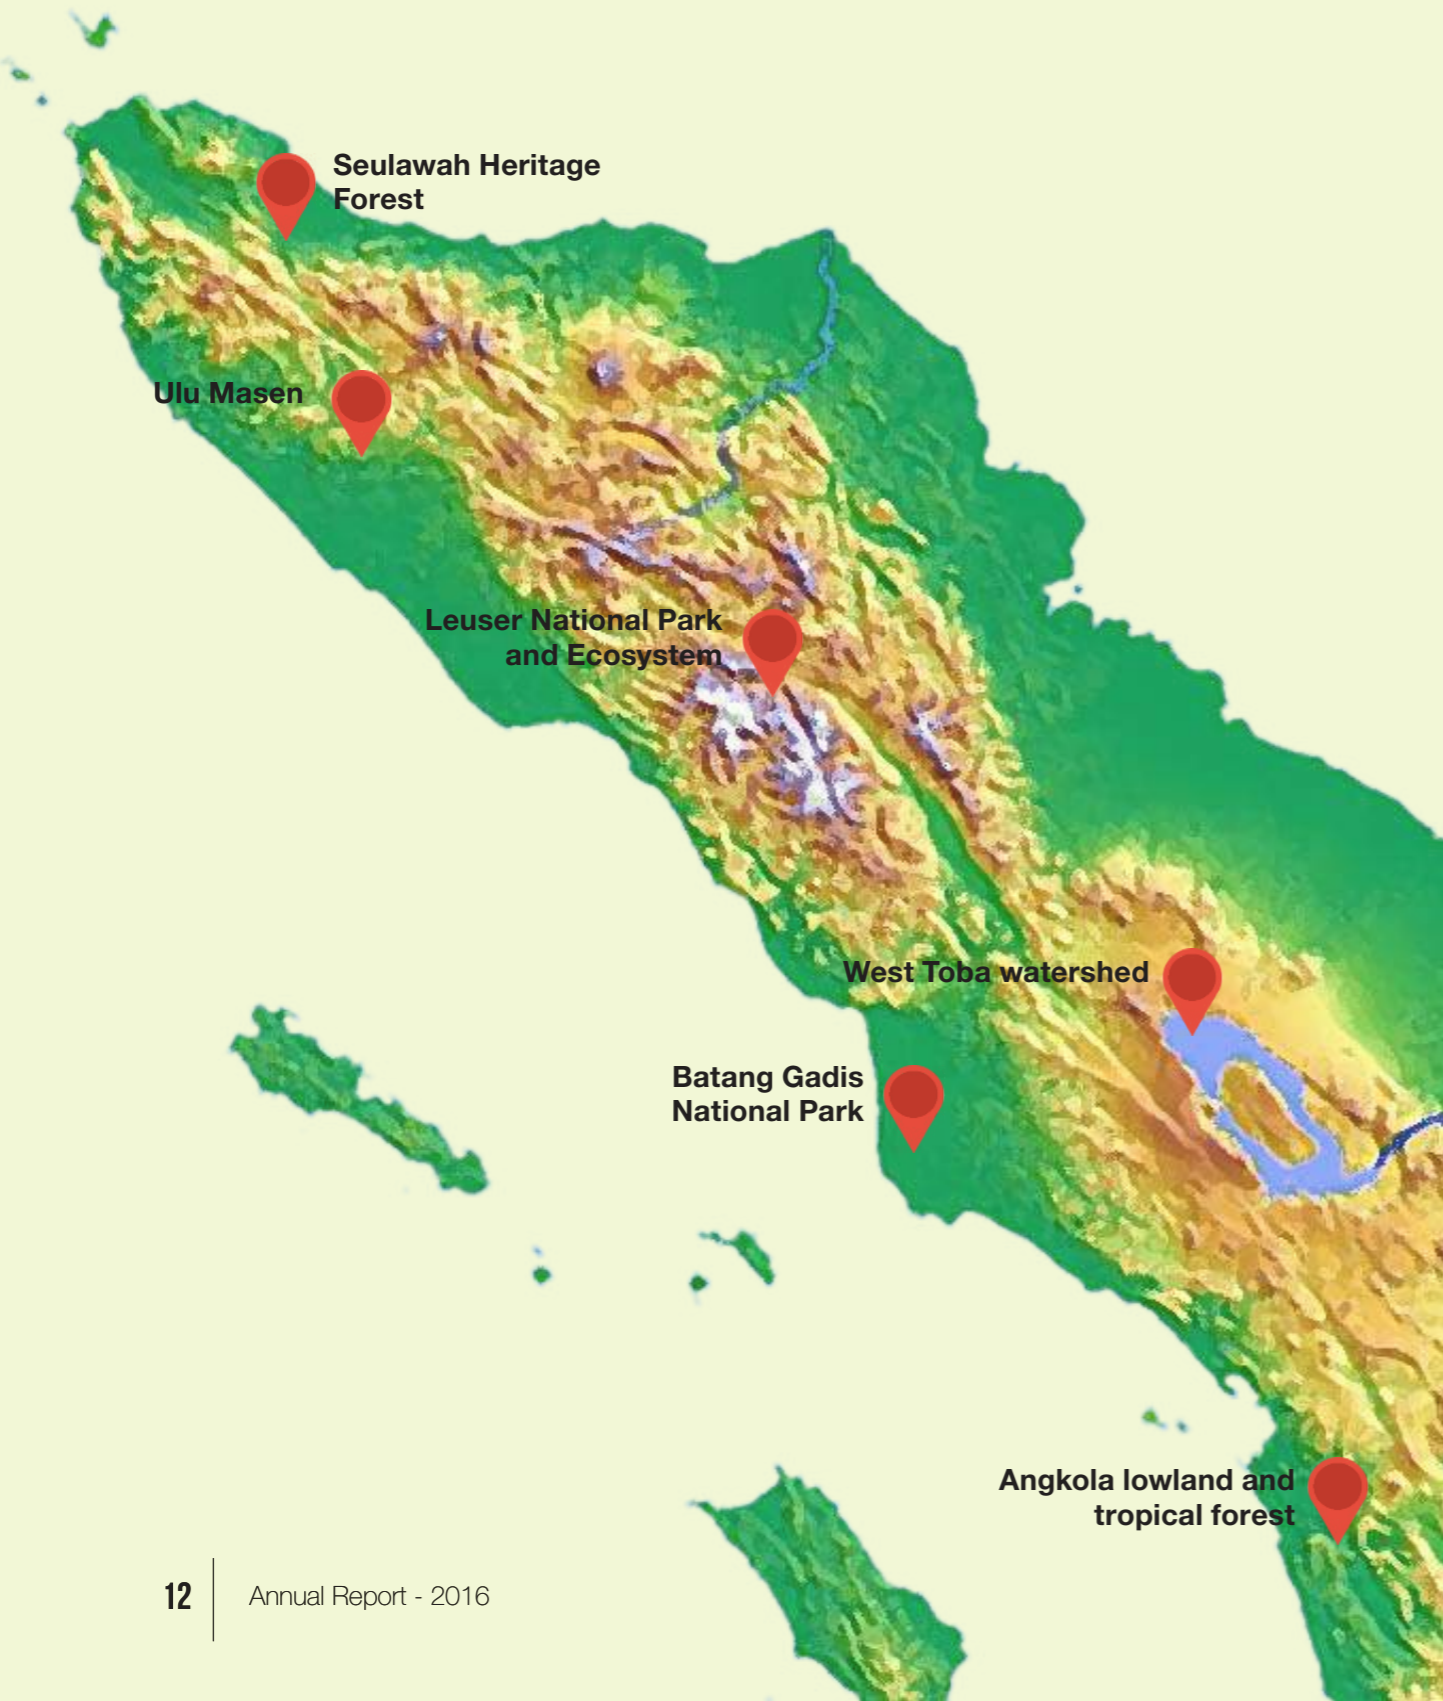 Seulawah Heritage
Forest
Ulu Masen
Leuser National Park
and Ecosystem
West Toba watershed
Batang Gadis
National Park
Angkola lowland and
tropical forest
12
Annual Report - 2016